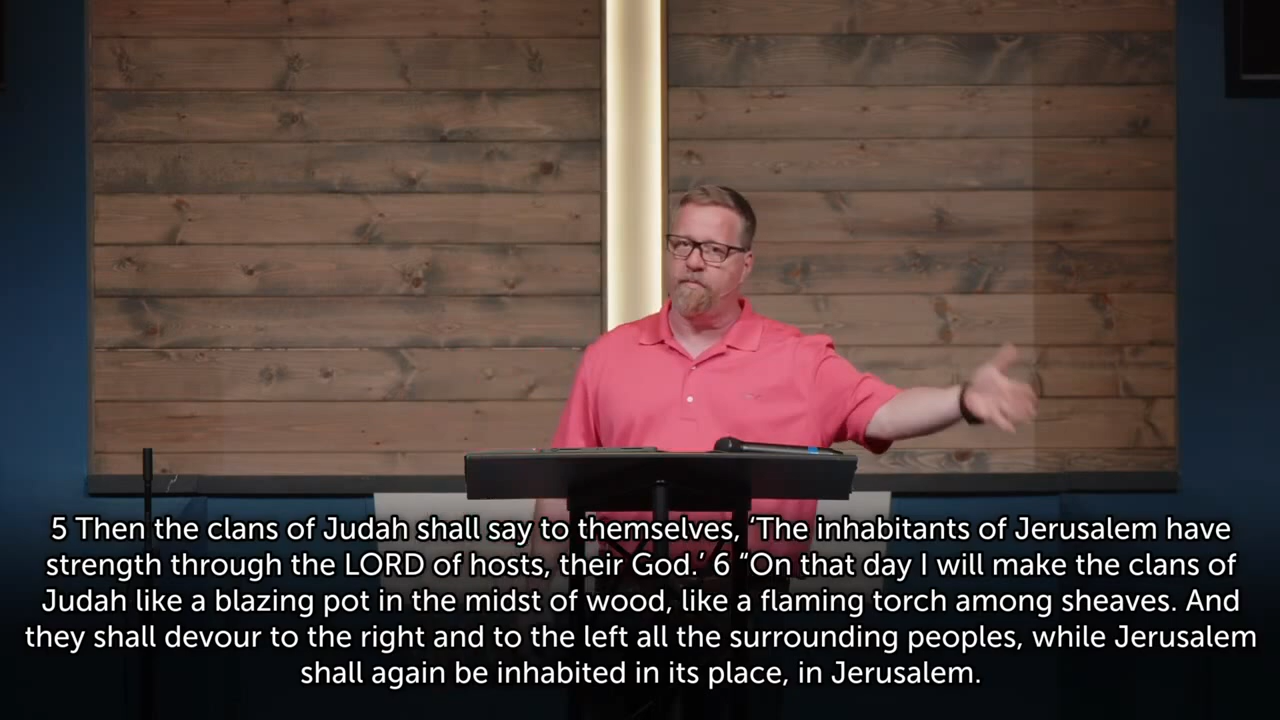 5 Then the clans of Judah shall say to themselves, ‘The inhabitants of Jerusalem have
strength through the LORD of hosts, their God.’ 6 “On that day I will make the clans of
Judah like a blazing pot in the midst of wood, like a flaming torch among sheaves. And
they shall devour to the right and to the left all the surrounding peoples, while Jerusalem
shall again be inhabited in its place, in Jerusalem.